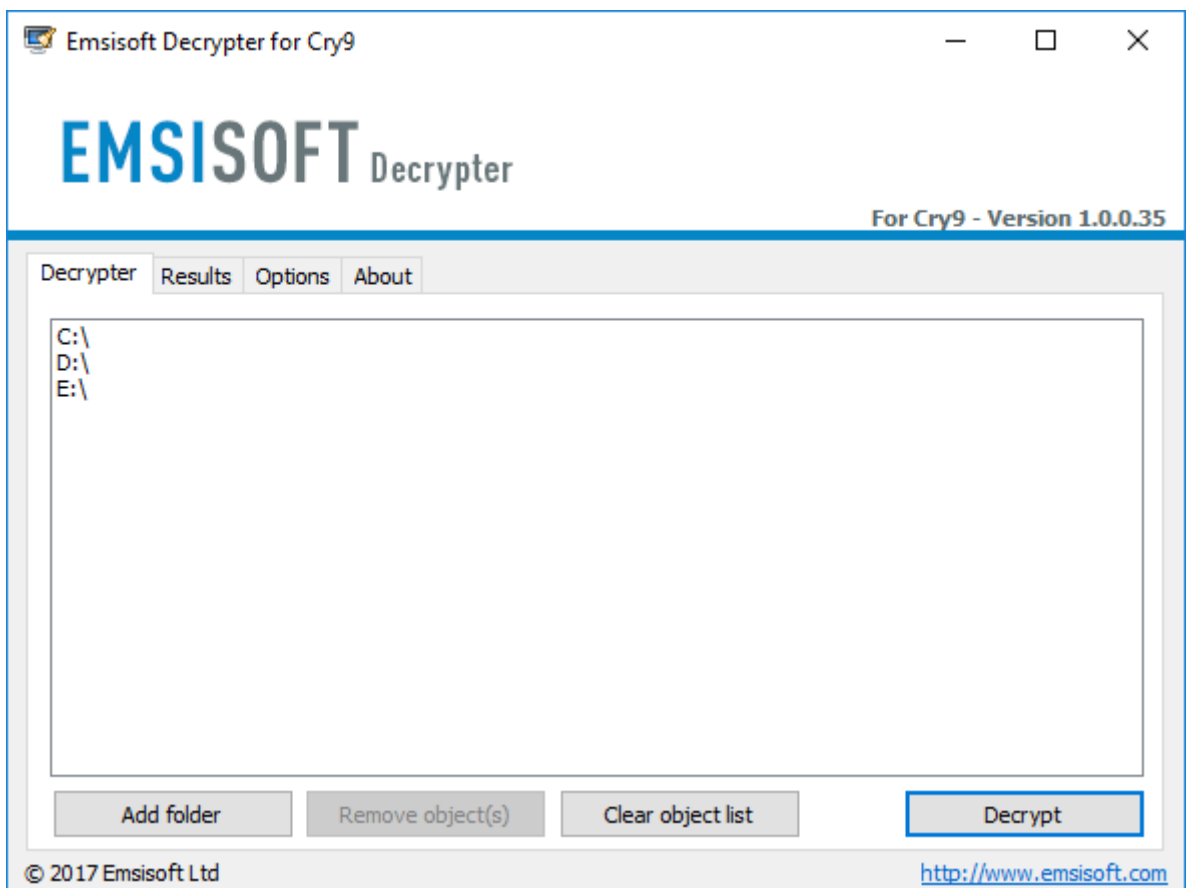 Emsisoft Decrypter for Cry9
EMSISOFT Decrypter
For Cry9 - Version 1.0.0.35
Decrypter Results Options About
C:\
D:\
E:\
Add folder Remove object(s) Clear object list Decrypt
© 2017 Emsisoft Ltd http://www.emsisoft.com